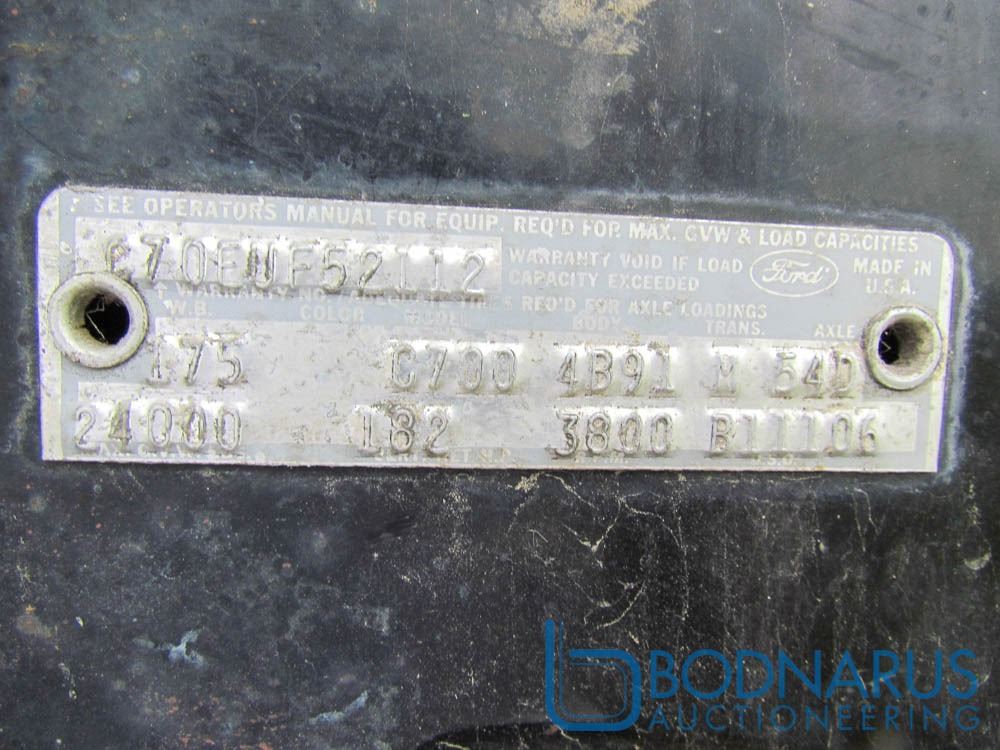 SEE OPERATORS MANUAL FOR EQUIP. REQ'D FOR MAX. GVW & LOAD CAPACITIES
C70EUF52112
WARRANTY VOID IF LOAD
CAPACITY EXCEEDED
Ford
MADE IN
U.S.A.
REQ'D FOR AXLE LOADINGS
W.B. COLOR MODEL BODY TRANS. AXLE
175 C700 4B91 M 54D
24000 182 3800 B11106
BODNARUS
AUCTIONEERING